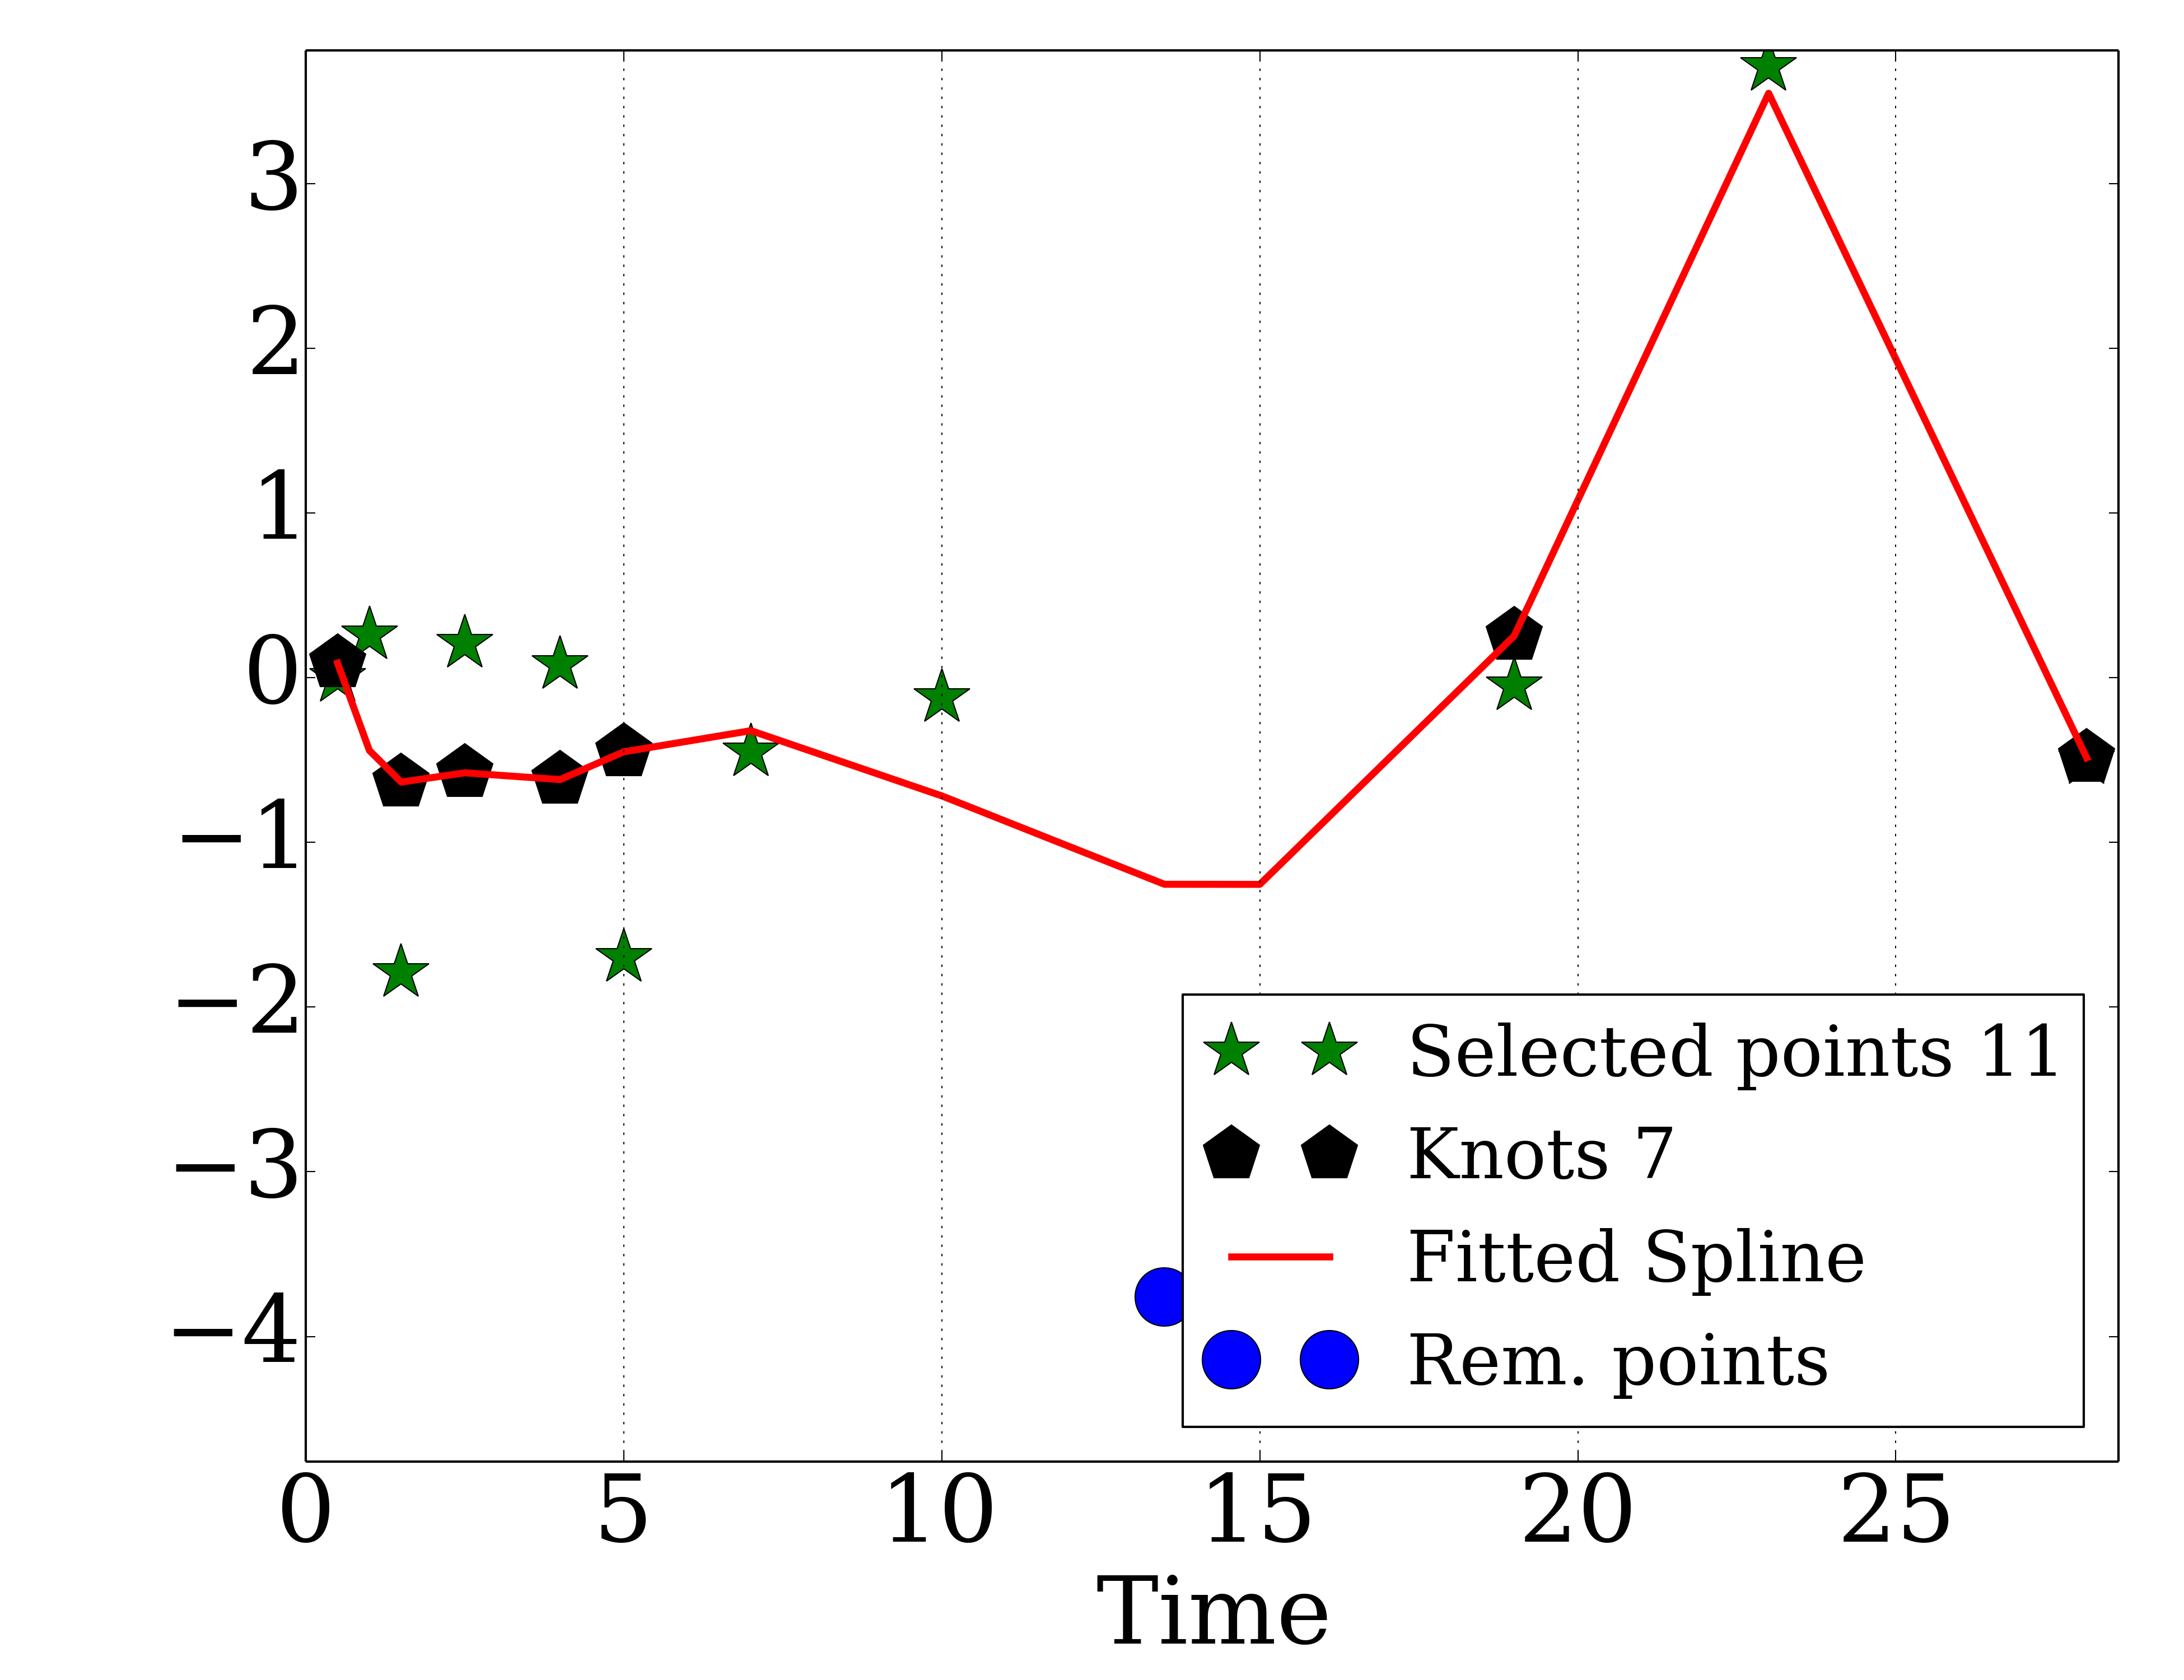 3
2
1
0
−1
−2
−3
−4
Selected points 11
Knots 7
Fitted Spline
Rem. points
0 5 10 15 20 25
Time